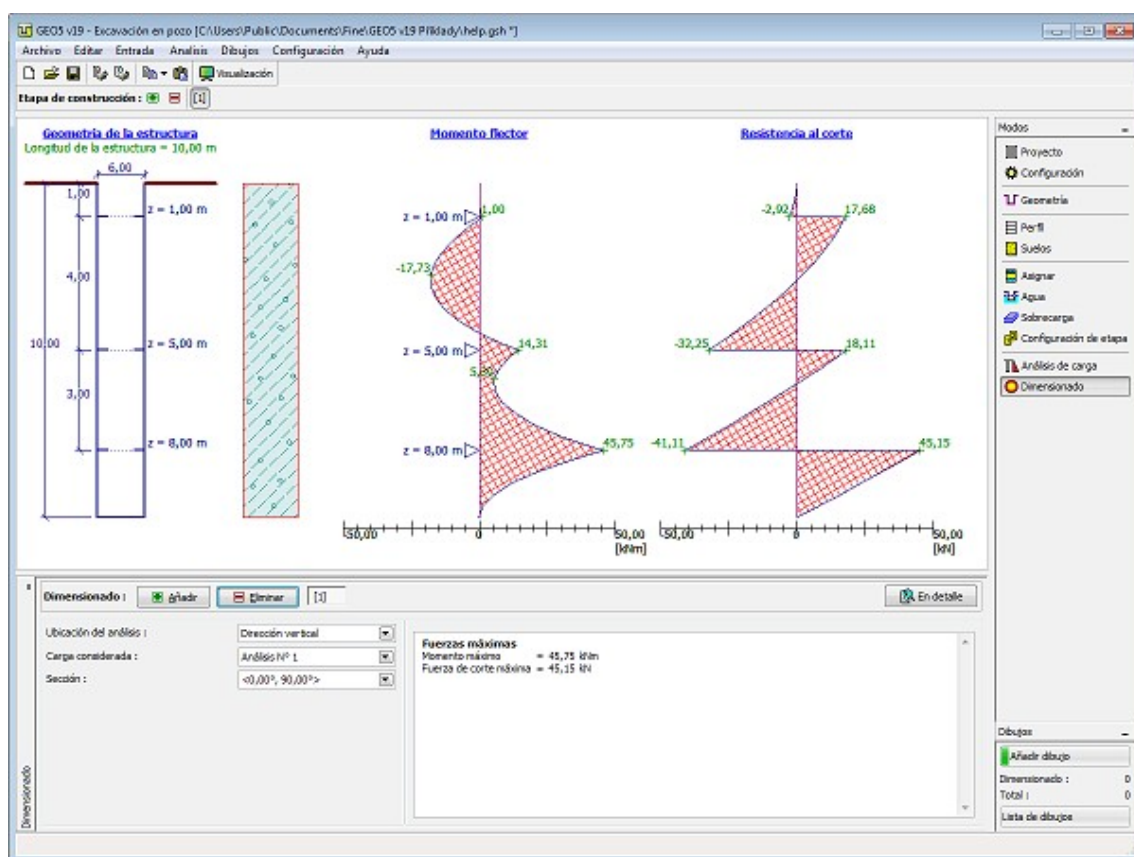 GEO5 v19 - Excavación en pozo [C:\Users\Public\Documents\Fine\GEO5 v19 Příklady\help.gsh *]
Archivo Editar Entrada Analisis Dibujos Configuración Ayuda
Visualización
Etapa de construcción : [1]
Geometría de la estructura
Longitud de la estructura = 10,00 m
6,00
1,00
z = 1,00 m
4,00
10,00
z = 5,00 m
3,00
z = 8,00 m
Momento flector
z = 1,00 m
1,00
-17,73
z = 5,00 m
14,31
z = 8,00 m
45,75
-50,00 0 50,00
[kNm]
Resistencia al corte
-2,92 17,68
-32,25 18,11
-41,11 45,15
-50,00 0 50,00
[kN]
Modos
Proyecto
Configuración
Geometría
Perfil
Suelos
Asignar
Agua
Sobrecarga
Configuración de etapa
Análisis de carga
Dimensionado
Dimensionado : Añadir Eliminar [1] En detalle
Ubicación del análisis : Dirección vertical
Carga considerada : Análisis Nº 1
Sección : <0,00°, 90,00°>
Fuerzas máximas
Momento máximo = 45,75 kNm
Fuerza de corte máxima = 45,15 kN
Dimensionado
Dibujos
Añadir dibujo
Dimensionado : 0
Total : 0
Lista de dibujos